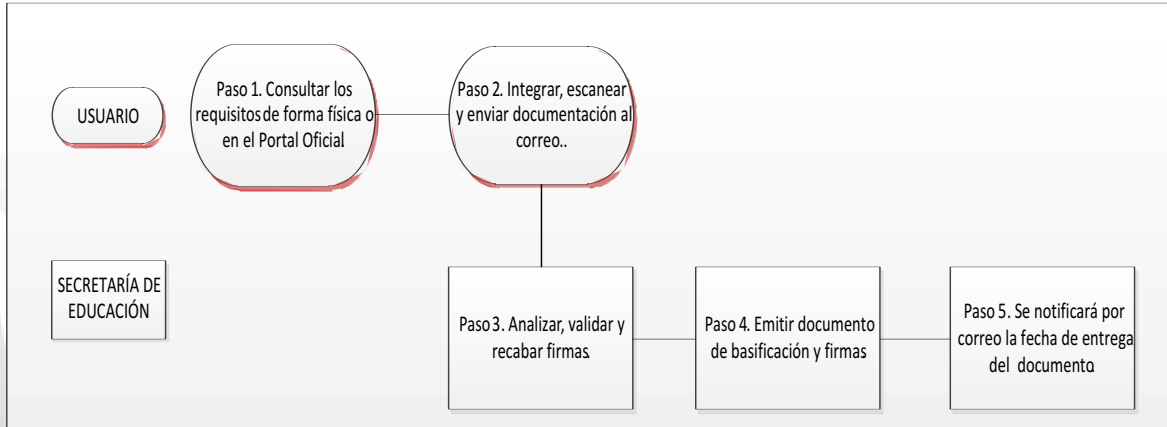 USUARIO
Paso 1. Consultar los
requisitos de forma física o
en el Portal Oficial.
Paso 2. Integrar, escanear
y enviar documentación al
correo..
SECRETARÍA DE
EDUCACIÓN
Paso 3. Analizar, validar y
recabar firmas.
Paso 4. Emitir documento
de basificación y firmas
Paso 5. Se notificará por
correo la fecha de entrega
del documento.